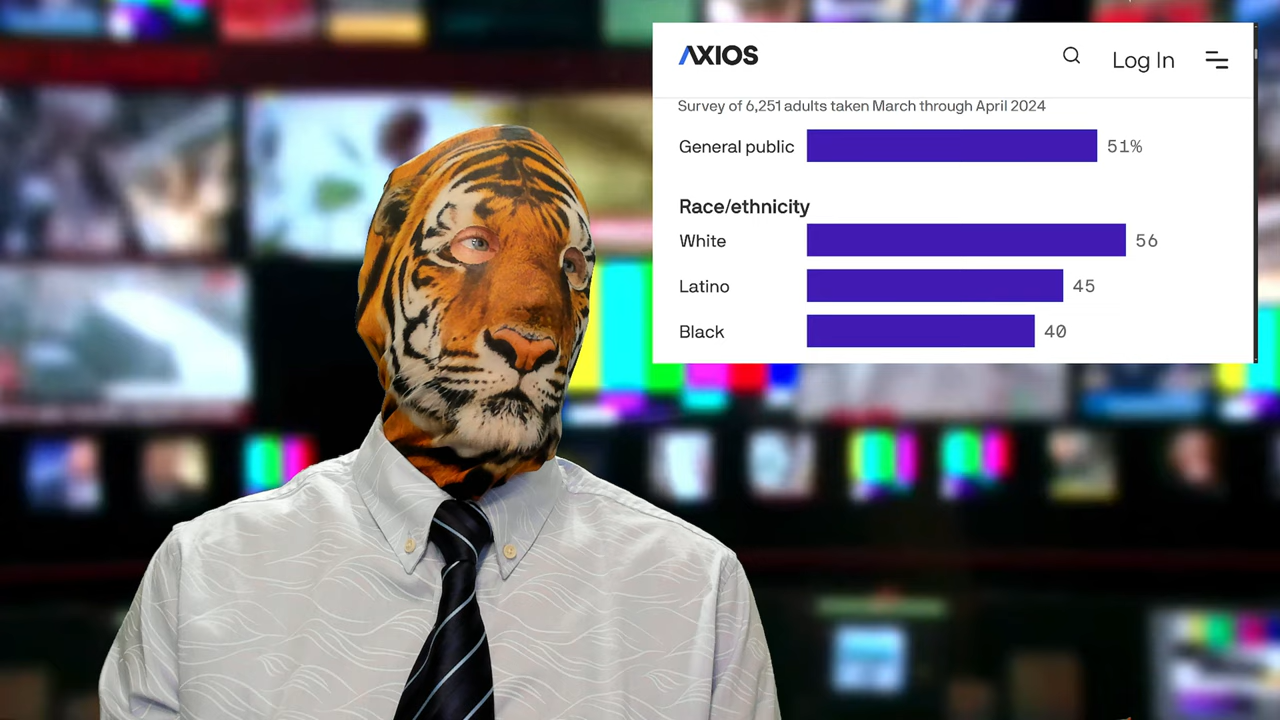 AXIOS
Log In
Survey of 6,251 adults taken March through April 2024
General public 51%
Race/ethnicity
White 56
Latino 45
Black 40